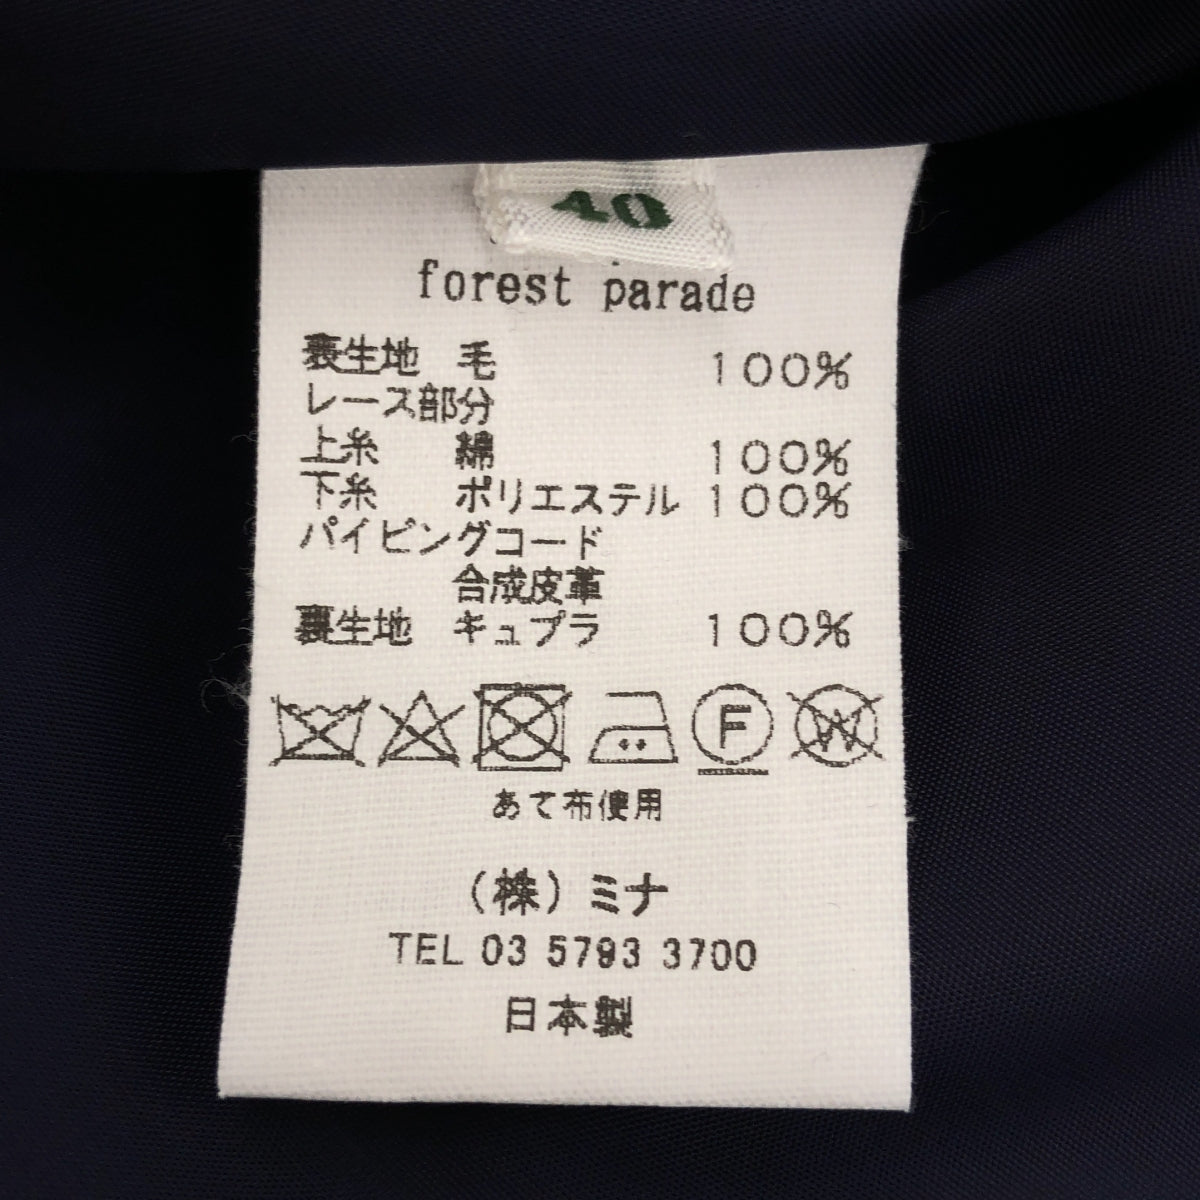 40
forest parade
表生地 毛 100%
レース部分
上糸 綿 100%
下糸 ポリエステル 100%
パイピングコード
合成皮革
裏生地 キュプラ 100%
F W
あて布使用
(株)ミナ
TEL 03 5793 3700
日本製